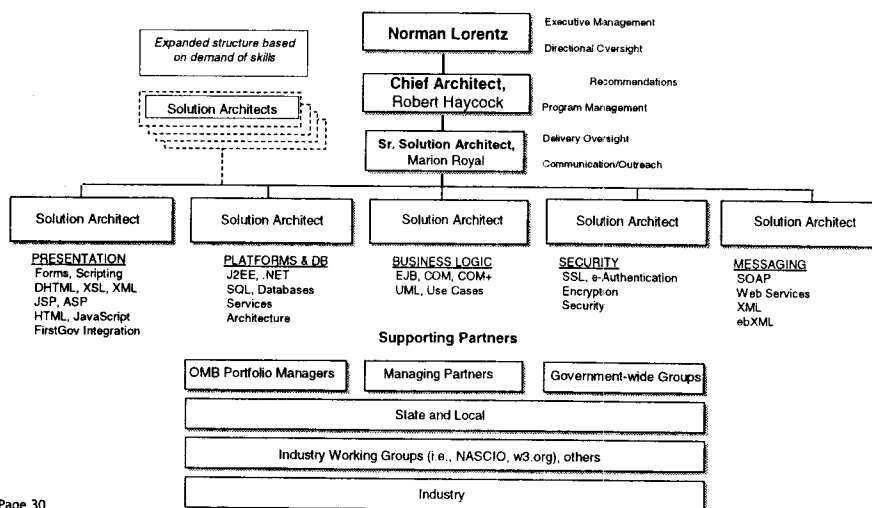 Norman Lorentz
Executive Management
Directional Oversight
Expanded structure based
on demand of skills
Chief Architect,
Robert Haycock
Recommendations
Program Management
Solution Architects
Sr. Solution Architect,
Marion Royal
Delivery Oversight
Communication/Outreach
Solution Architect
PRESENTATION
Forms, Scripting
DHTML, XSL, XML
JSP, ASP
HTML, JavaScript
FirstGov Integration
Solution Architect
PLATFORMS & DB
J2EE, .NET
SQL, Databases
Services
Architecture
Solution Architect
BUSINESS LOGIC
EJB, COM, COM+
UML, Use Cases
Solution Architect
SECURITY
SSL, e-Authentication
Encryption
Security
Solution Architect
MESSAGING
SOAP
Web Services
XML
ebXML
Supporting Partners
OMB Portfolio Managers
Managing Partners
Government-wide Groups
State and Local
Industry Working Groups (i.e., NASCIO, w3.org), others
Industry
Page 30